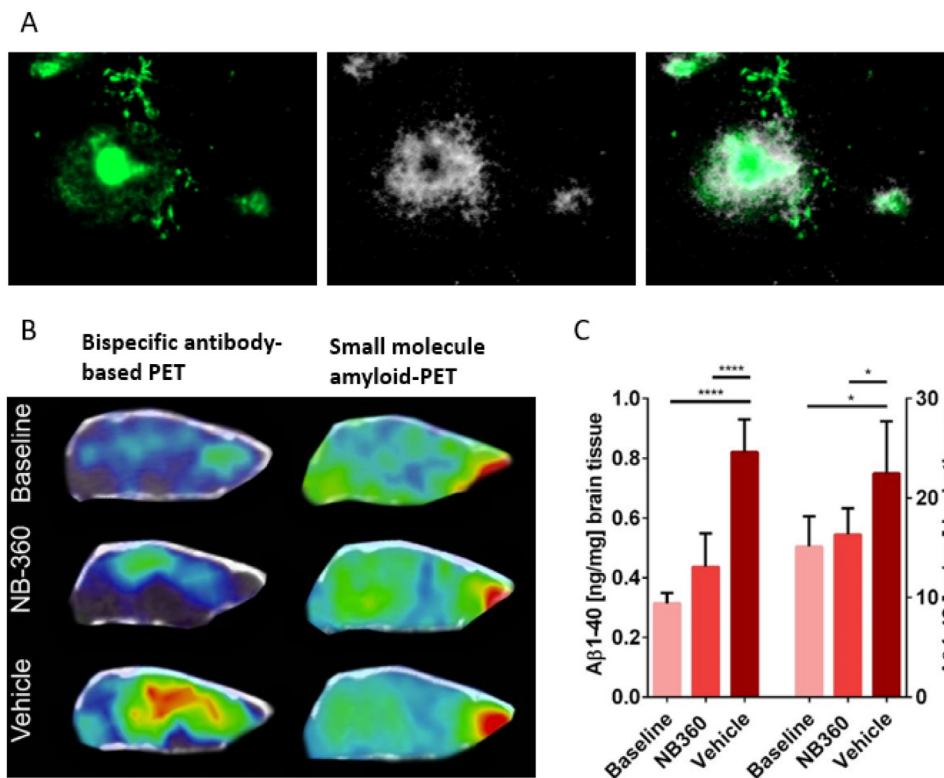 A
B
Bispecific antibody-
based PET
Small molecule
amyloid-PET
Baseline
NB-360
Vehicle
C
**** *
**** *
1.0
0.8
0.6
0.4
0.2
0.0
Aβ1-40 [ng/mg] brain tissue
30
20
10
0
Baseline
NB360
Vehicle
Baseline
NB360
Vehicle